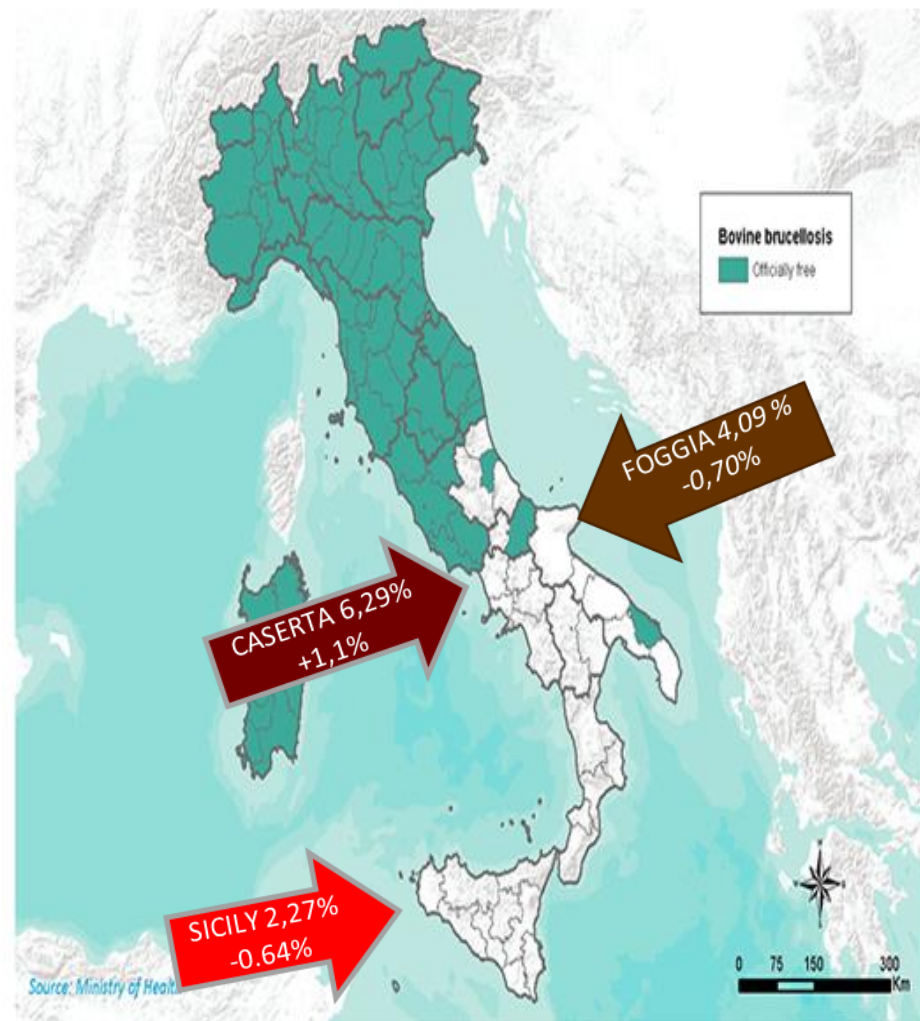 Bovine brucellosis
Officially free
FOGGIA 4,09 %
-0,70%
CASERTA 6,29%
+1,1%
SICILY 2,27%
-0.64%
Source: Ministry of Healt
0 75 150 300
Km